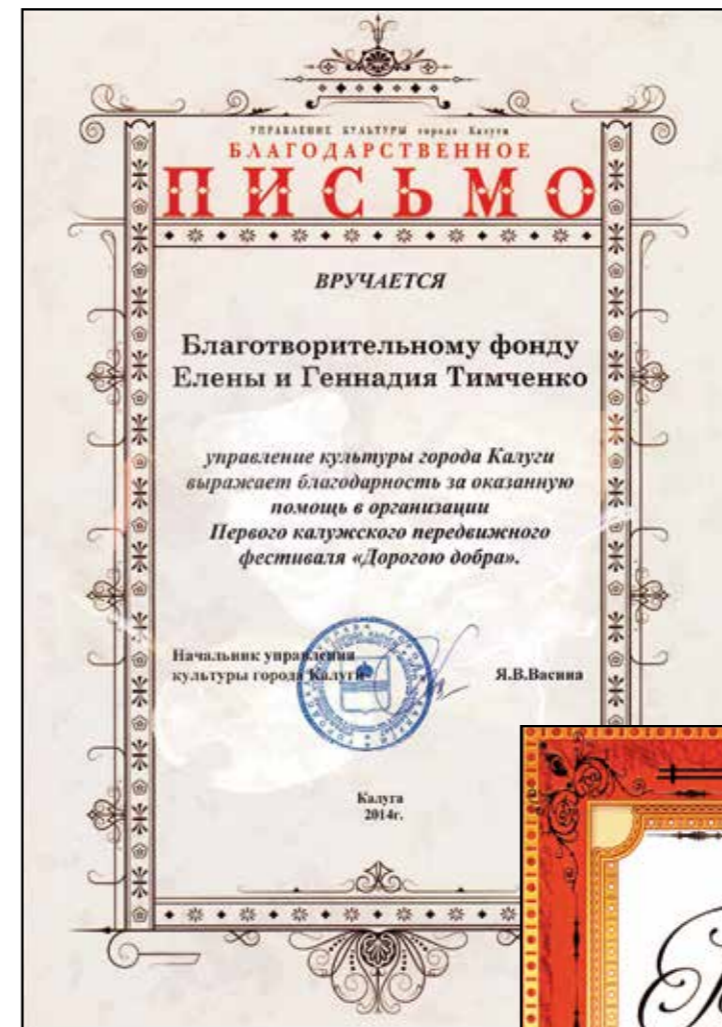 УПРАВЛЕНИЕ КУЛЬТУРЫ города Калуги
БЛАГОДАРСТВЕННОЕ
ПИСЬМО
ВРУЧАЕТСЯ
Благотворительному фонду
Елены и Геннадия Тимченко
управление культуры города Калуги
выражает благодарность за оказанную
помощь в организации
Первого калужского передвижного
фестиваля «Дорогою добра».
Начальник управления
культуры города Калуги
Я.В.Васина
Калуга
2014г.